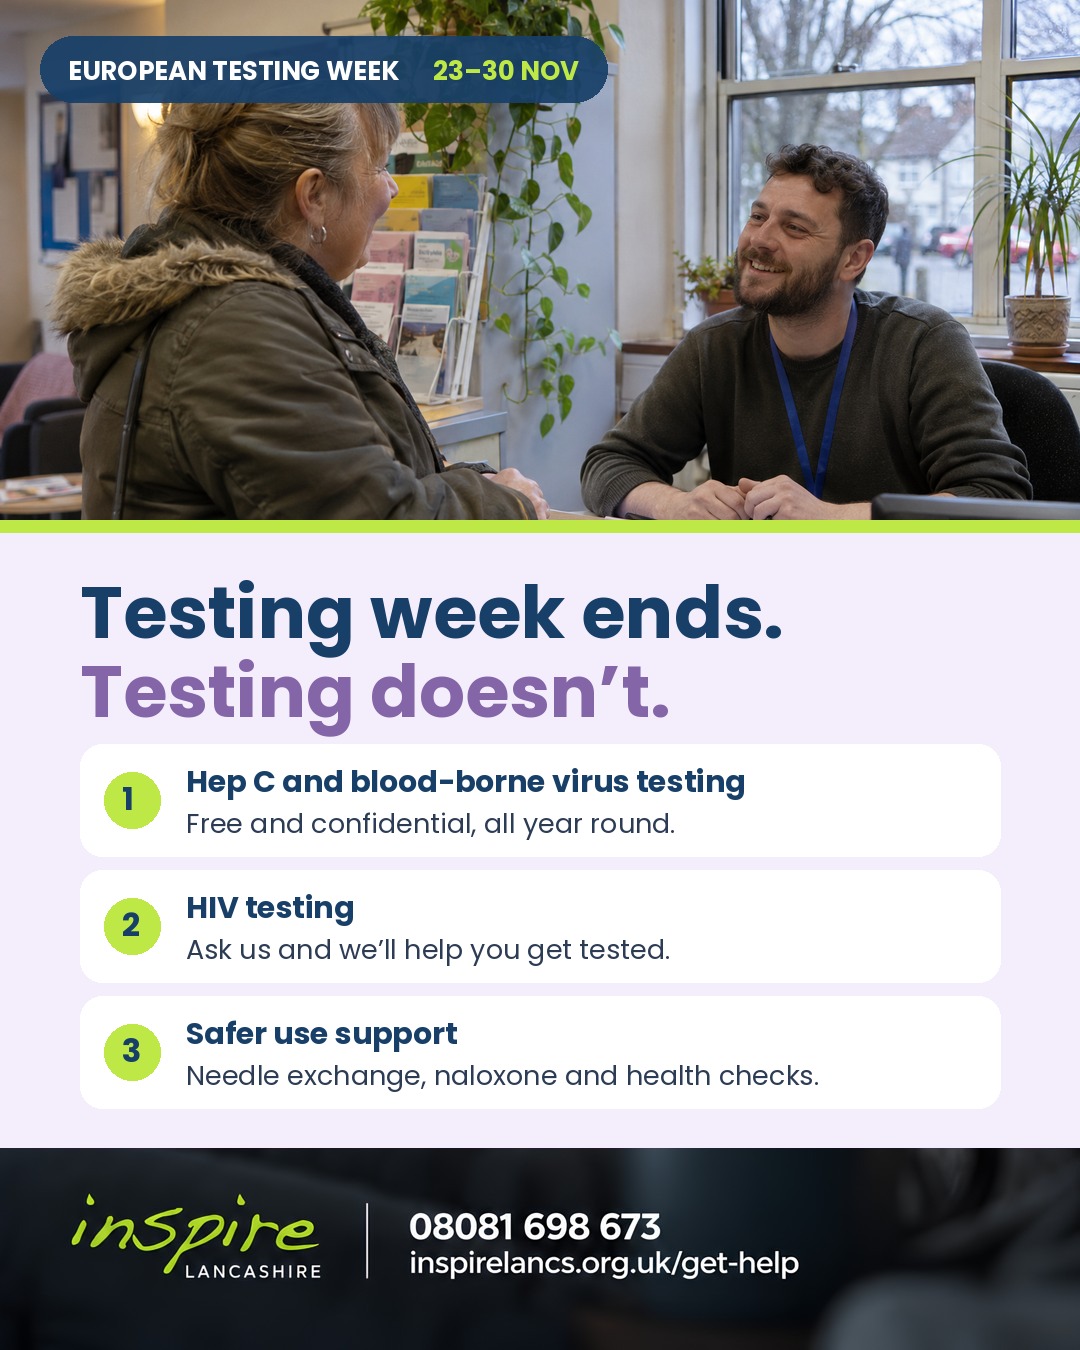 EUROPEAN TESTING WEEK 23–30 NOV
Testing week ends.
Testing doesn’t.
1
Hep C and blood-borne virus testing
Free and confidential, all year round.
2
HIV testing
Ask us and we’ll help you get tested.
3
Safer use support
Needle exchange, naloxone and health checks.
inspire
LANCASHIRE
08081 698 673
inspirelancs.org.uk/get-help